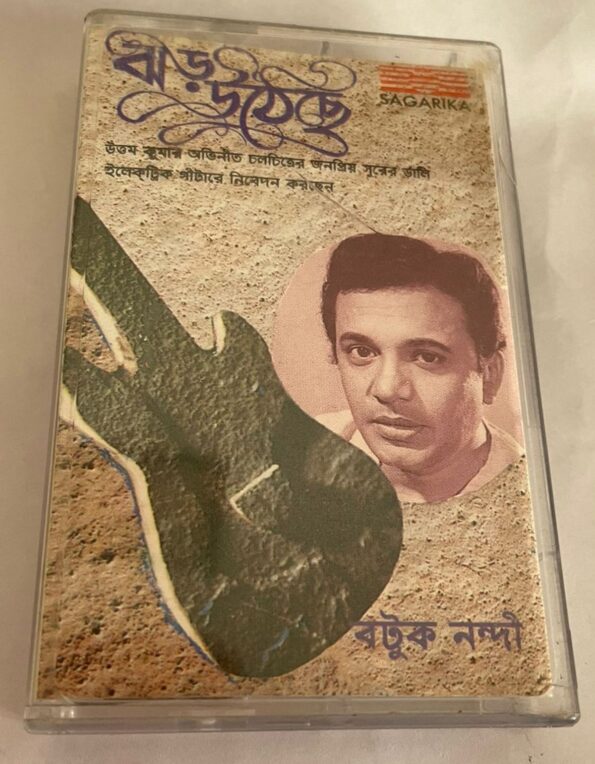 ঝড় উঠেছে
SAGARIKA
উত্তম কুমার অভিনীত চলচিত্রের জনপ্রিয় সুরের ডালি
ইলেকট্রিক গীটারে নিবেদন করছেন
বটুক নন্দী